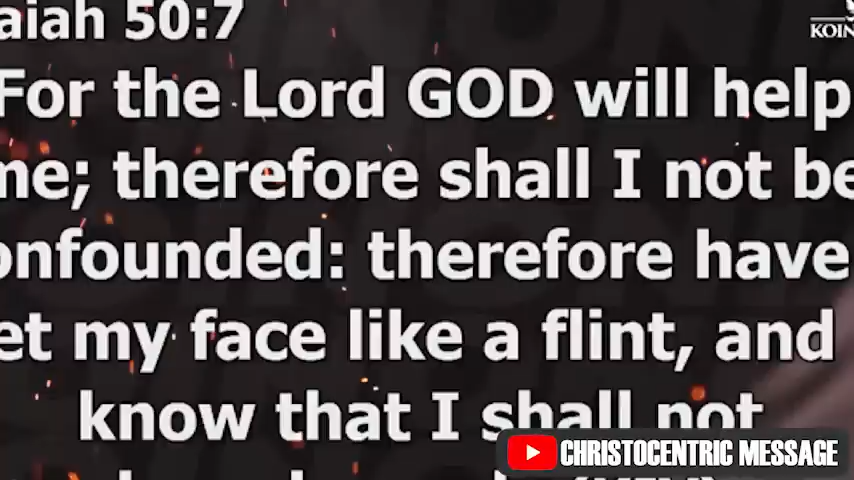 aiah 50:7
KOIN
For the Lord GOD will help
me; therefore shall I not be
onfounded: therefore have
et my face like a flint, and
know that I shall not
CHRISTOCENTRIC MESSAGE